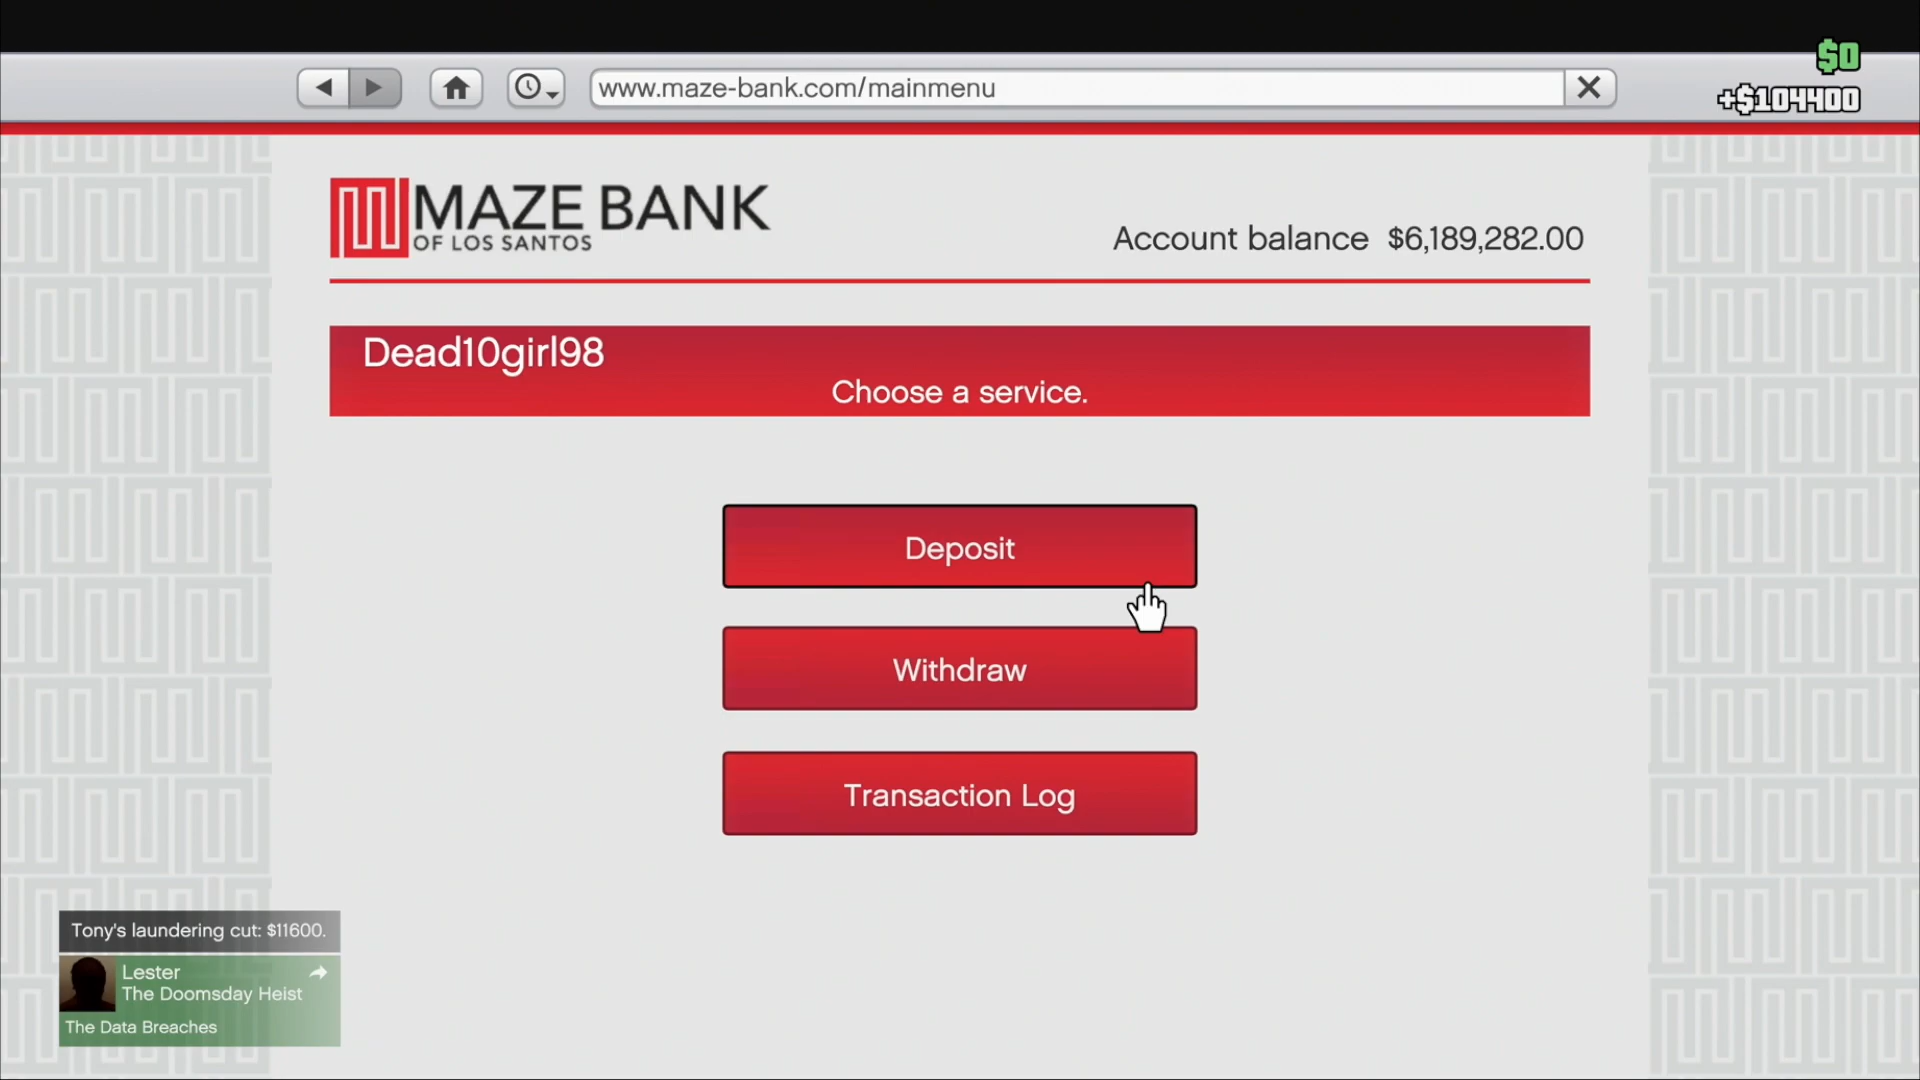 $0
www.maze-bank.com/mainmenu
+$104400
MAZE BANK
OF LOS SANTOS
Account balance $6,189,282.00
Dead10girl98
Choose a service.
Deposit
Withdraw
Transaction Log
Tony's laundering cut: $11600.
Lester
The Doomsday Heist
The Data Breaches